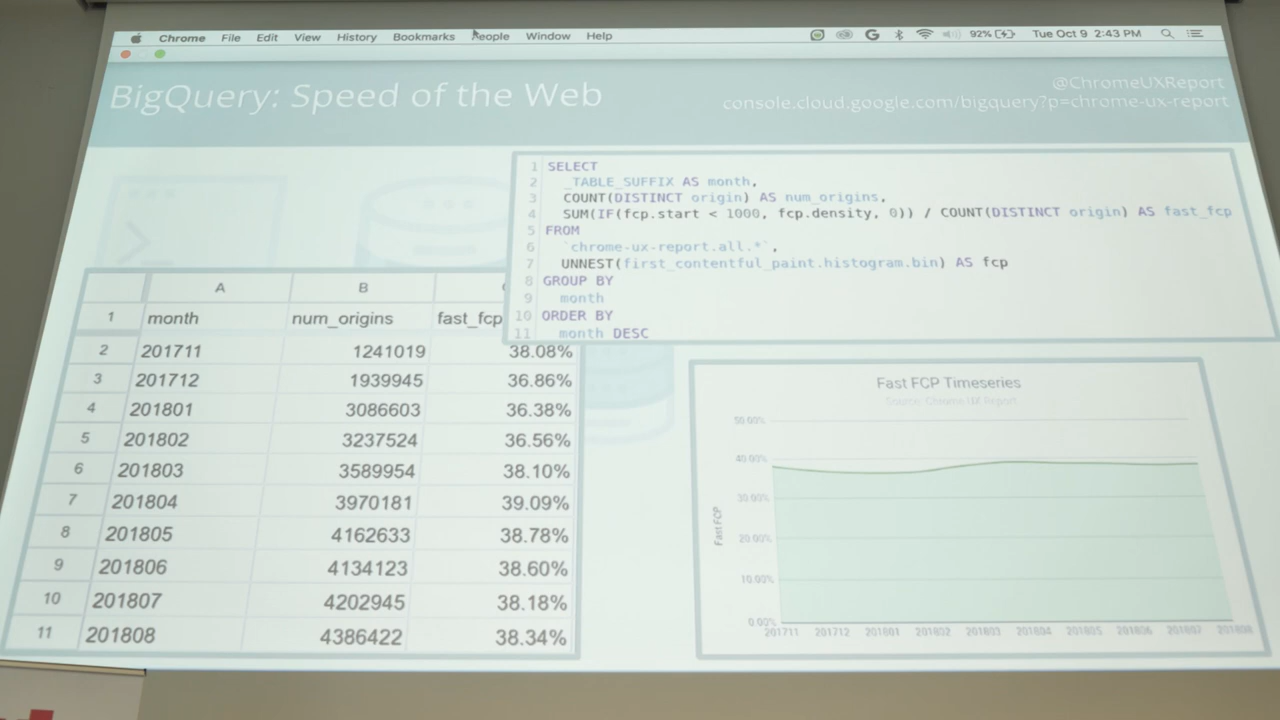 Chrome File Edit View History Bookmarks People Window Help 92% Tue Oct 9 2:43 PM
BigQuery: Speed of the Web
@ChromeUXReport
console.cloud.google.com/bigquery?p=chrome-ux-report
1 SELECT
2 _TABLE_SUFFIX AS month,
3 COUNT(DISTINCT origin) AS num_origins,
4 SUM(IF(fcp.start < 1000, fcp.density, 0)) / COUNT(DISTINCT origin) AS fast_fcp
5 FROM
6 `chrome-ux-report.all.*`,
7 UNNEST(first_contentful_paint.histogram.bin) AS fcp
8 GROUP BY
9 month
10 ORDER BY
11 month DESC
A B
1 month num_origins fast_fcp
2 201711 1241019 38.08%
3 201712 1939945 36.86%
4 201801 3086603 36.38%
5 201802 3237524 36.56%
6 201803 3589954 38.10%
7 201804 3970181 39.09%
8 201805 4162633 38.78%
9 201806 4134123 38.60%
10 201807 4202945 38.18%
11 201808 4386422 38.34%
Fast FCP Timeseries
Source: Chrome UX Report
50.00%
40.00%
30.00%
20.00%
10.00%
0.00%
Fast FCP
201711 201712 201801 201802 201803 201804 201805 201806 201807 201808